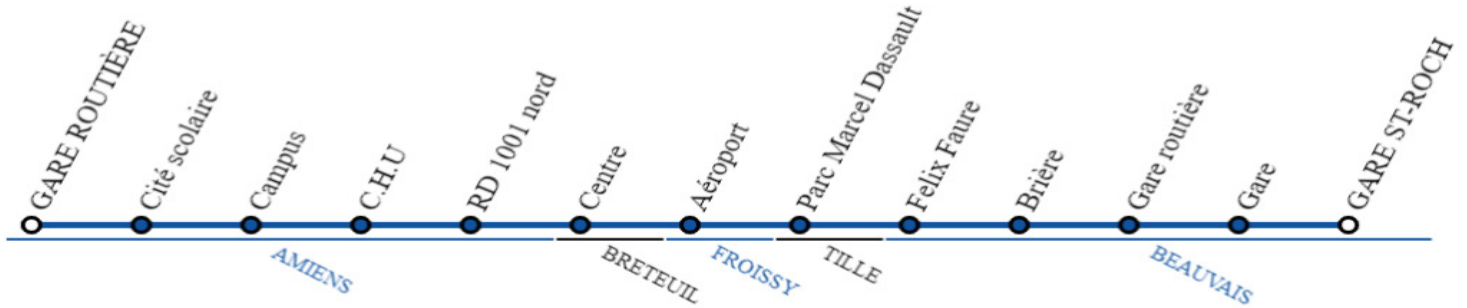 GARE ROUTIÈRE
Cité scolaire
Campus
C.H.U
RD 1001 nord
Centre
Aéroport
Parc Marcel Dassault
Felix Faure
Brière
Gare routière
Gare
GARE ST-ROCH
AMIENS
BRETEUIL
FROISSY
TILLE
BEAUVAIS